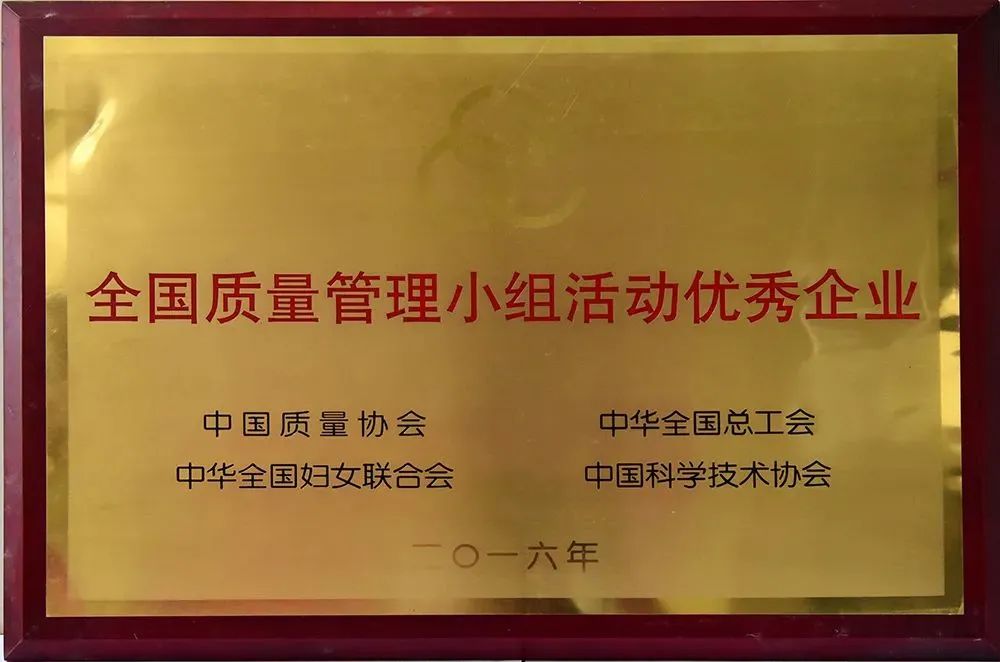 全国质量管理小组活动优秀企业
中国质量协会 中华全国总工会
中华全国妇女联合会 中国科学技术协会
二〇一六年